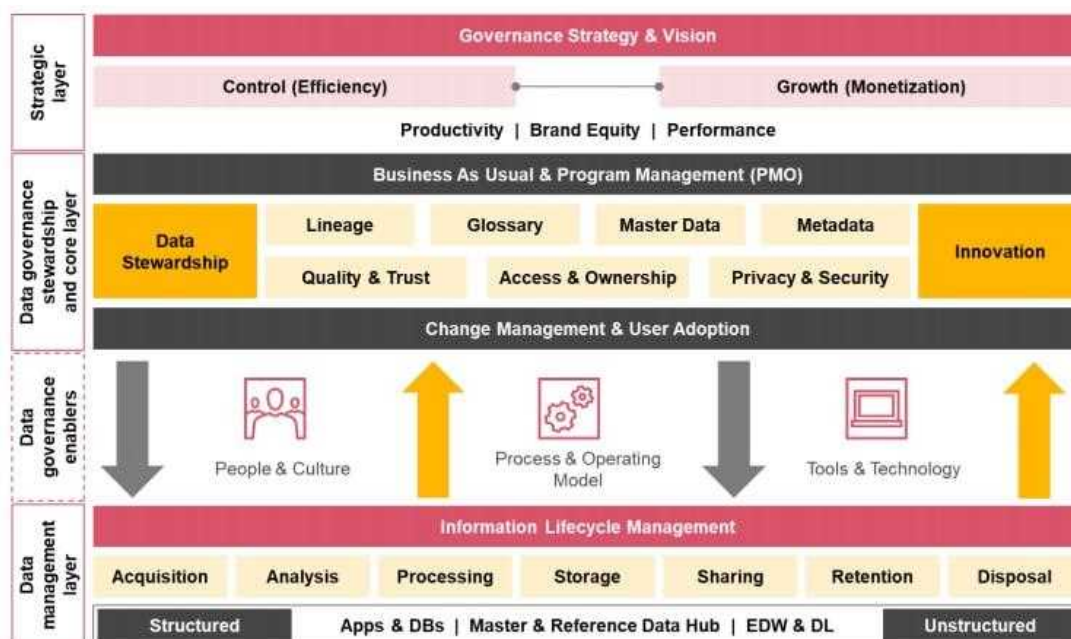 Strategic
layer
Governance Strategy & Vision
Control (Efficiency)
Growth (Monetization)
Productivity | Brand Equity | Performance
Data governance
stewardship
and core layer
Business As Usual & Program Management (PMO)
Data
Stewardship
Lineage
Glossary
Master Data
Metadata
Quality & Trust
Access & Ownership
Privacy & Security
Innovation
Change Management & User Adoption
Data
governance
enablers
People & Culture
Process & Operating
Model
Tools & Technology
Data
management
layer
Information Lifecycle Management
Acquisition
Analysis
Processing
Storage
Sharing
Retention
Disposal
Structured
Apps & DBs | Master & Reference Data Hub | EDW & DL
Unstructured